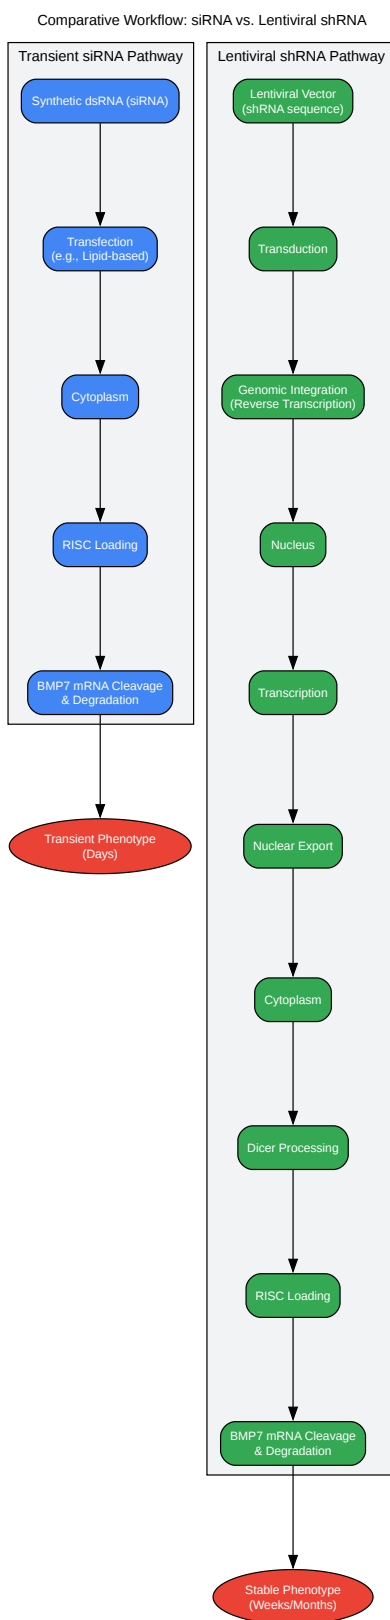 Comparative Workflow: siRNA vs. Lentiviral shRNA
Transient siRNA Pathway
Synthetic dsRNA (siRNA)
Transfection
(e.g., Lipid-based)
Cytoplasm
RISC Loading
BMP7 mRNA Cleavage
& Degradation
Transient Phenotype
(Days)
Lentiviral shRNA Pathway
Lentiviral Vector
(shRNA sequence)
Transduction
Genomic Integration
(Reverse Transcription)
Nucleus
Transcription
Nuclear Export
Cytoplasm
Dicer Processing
RISC Loading
BMP7 mRNA Cleavage
& Degradation
Stable Phenotype
(Weeks/Months)